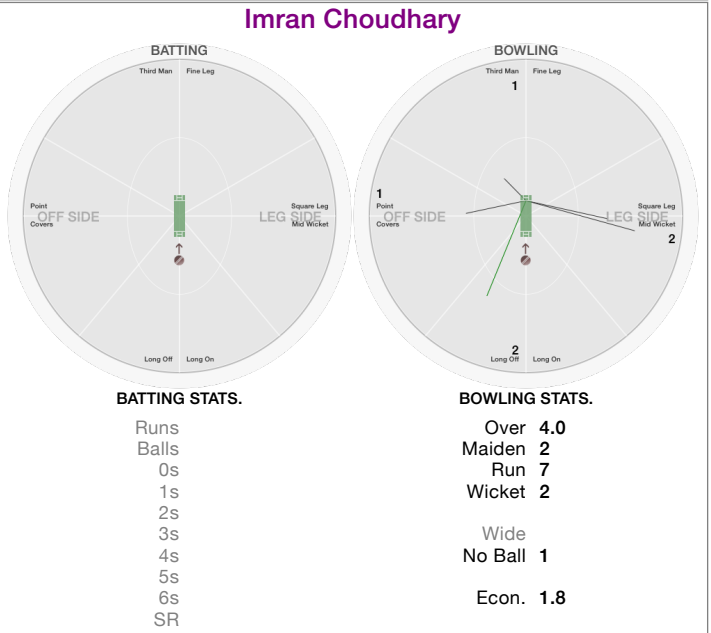 Imran Choudhary
BATTING
Third Man Fine Leg
Point
OFF SIDE
Covers
Square Leg
LEG SIDE
Mid Wicket
Long Off Long On
BATTING STATS.
Runs
Balls
0s
1s
2s
3s
4s
5s
6s
SR
BOWLING
Third Man Fine Leg
1
1
Point
OFF SIDE
Covers
Square Leg
LEG SIDE
Mid Wicket
2
2
Long Off Long On
BOWLING STATS.
Over 4.0
Maiden 2
Run 7
Wicket 2
Wide
No Ball 1
Econ. 1.8